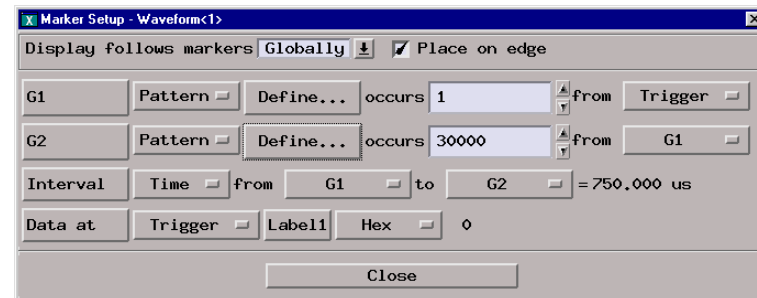 Marker Setup - Waveform<1>
Display follows markers Globally Place on edge
G1 Pattern Define... occurs 1 from Trigger
G2 Pattern Define... occurs 30000 from G1
Interval Time from G1 to G2 = 750.000 us
Data at Trigger Label1 Hex 0
Close